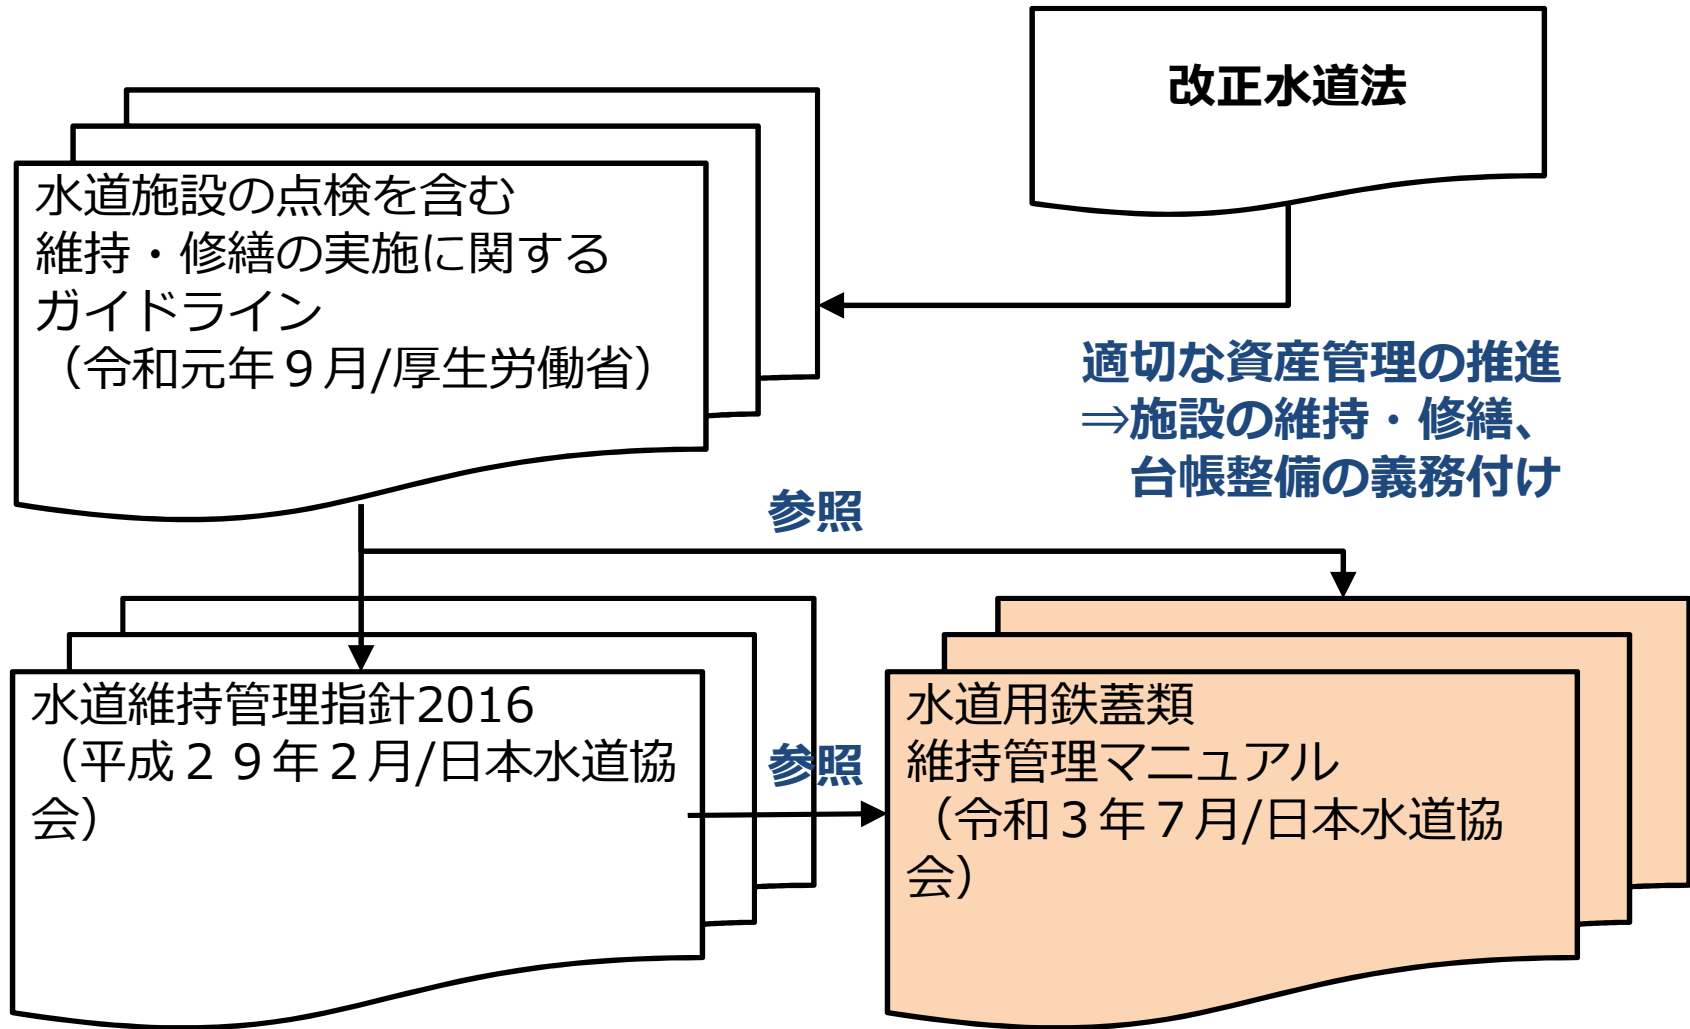 改正水道法
水道施設の点検を含む
維持・修繕の実施に関する
ガイドライン
（令和元年９月/厚生労働省）
適切な資産管理の推進
⇒施設の維持・修繕、
台帳整備の義務付け
参照
水道維持管理指針2016
（平成２９年２月/日本水道協
会）
参照
水道用鉄蓋類
維持管理マニュアル
（令和３年７月/日本水道協
会）